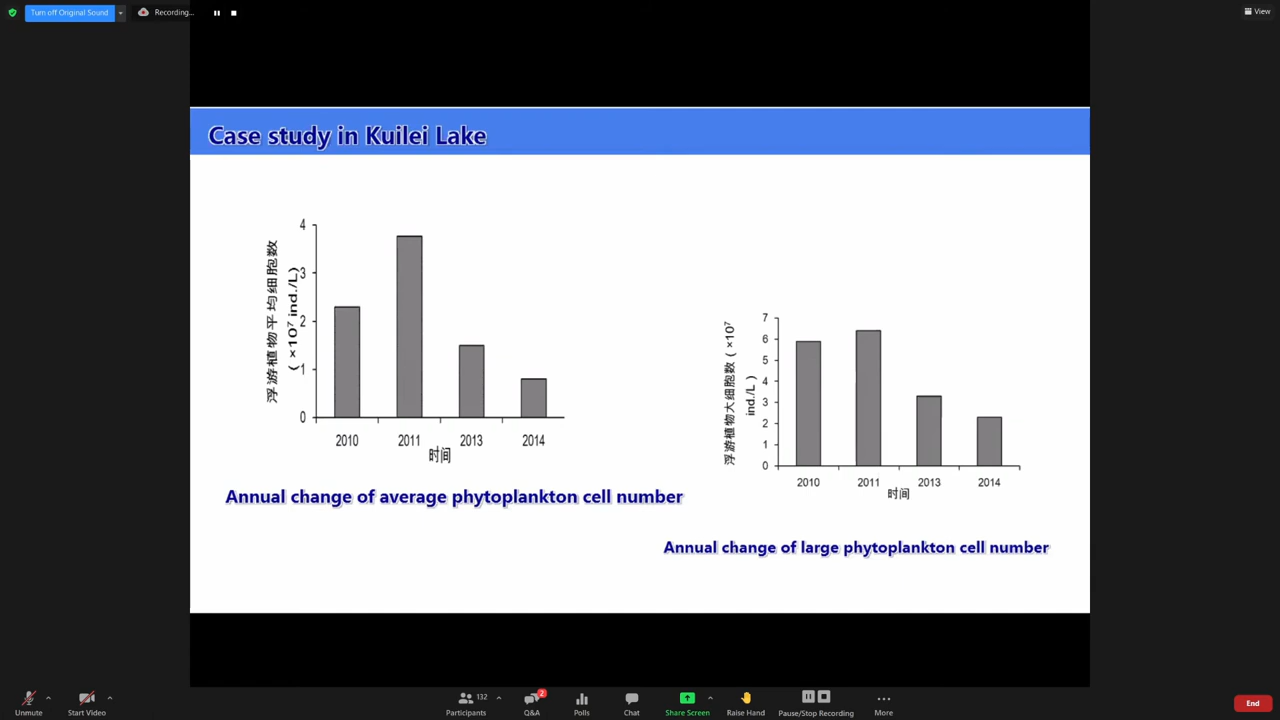 Turn off Original Sound
Recording...
View
Case study in Kuilei Lake
浮游植物平均细胞数
(×10⁷ ind./L)
4
3
2
1
0
2010 2011 2013 2014
时间
Annual change of average phytoplankton cell number
浮游植物大细胞数(×10⁷
ind./L)
7
6
5
4
3
2
1
0
2010 2011 2013 2014
时间
Annual change of large phytoplankton cell number
Unmute
Start Video
132
Participants
2
Q&A
Polls
Chat
Share Screen
Raise Hand
Pause/Stop Recording
More
End